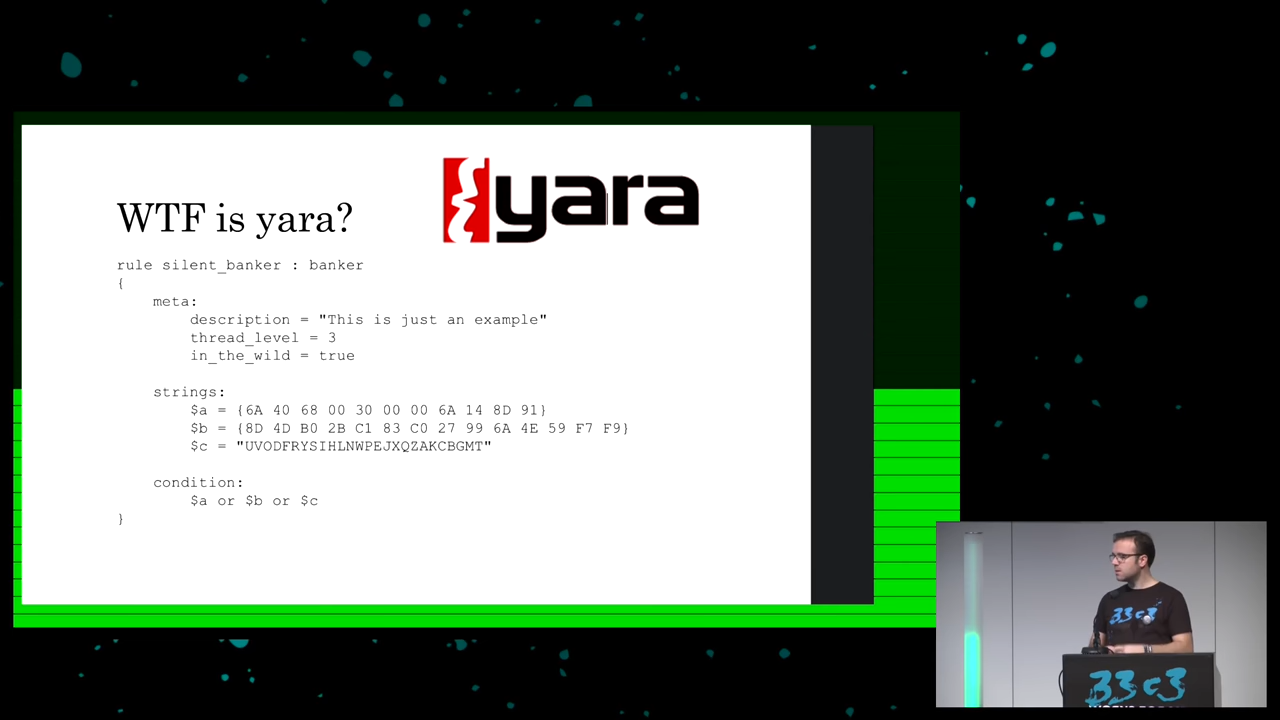 WTF is yara?
yara
rule silent_banker : banker
{
meta:
description = "This is just an example"
thread_level = 3
in_the_wild = true
strings:
$a = {6A 40 68 00 30 00 00 6A 14 8D 91}
$b = {8D 4D B0 2B C1 83 C0 27 99 6A 4E 59 F7 F9}
$c = "UVODFRYSIHLNWPEJXQZAKCBGMT"
condition:
$a or $b or $c
}
33c3
33c3